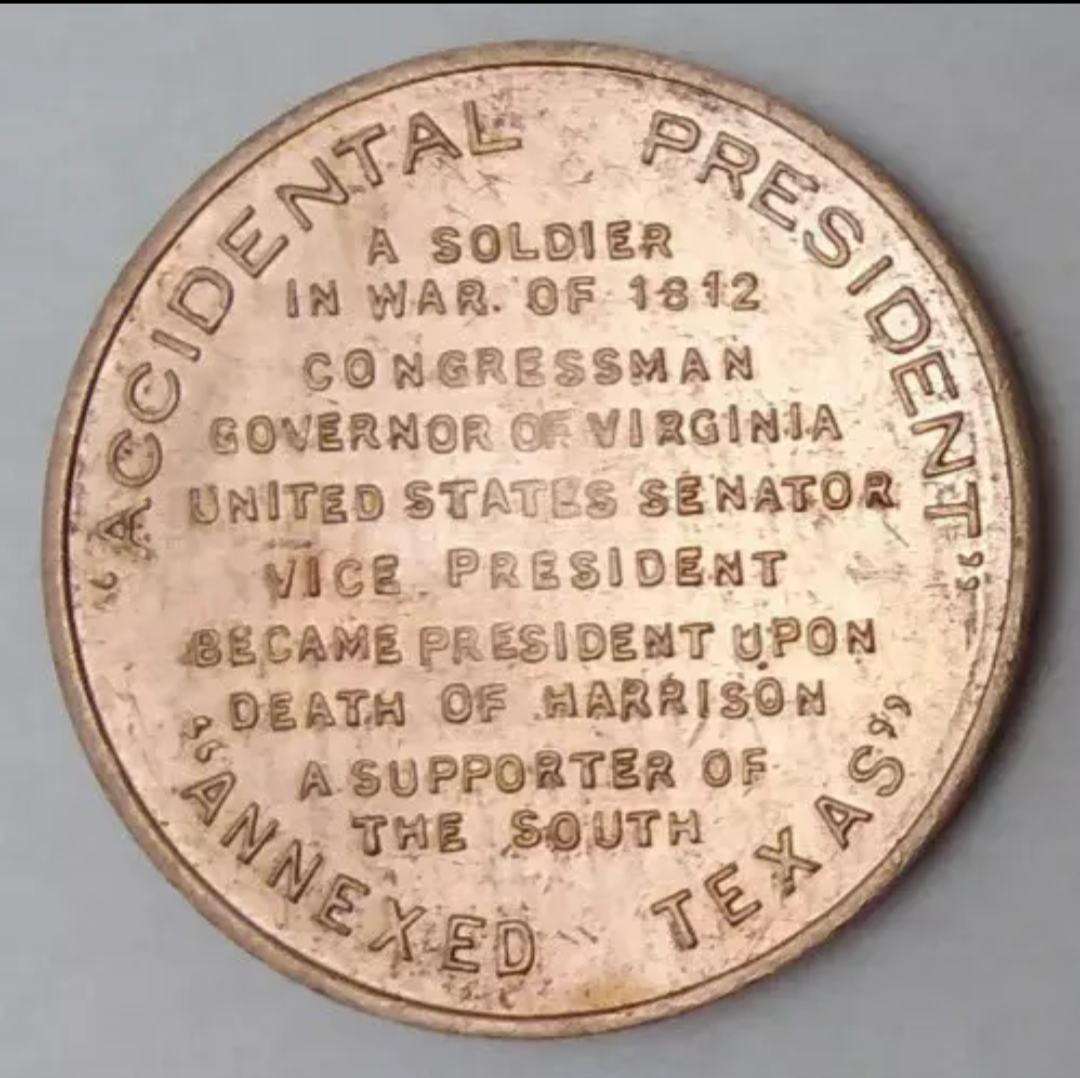 "ACCIDENTAL PRESIDENT"
A SOLDIER
IN WAR. OF 1812
CONGRESSMAN
GOVERNOR OF VIRGINIA
UNITED STATES SENATOR
VICE PRESIDENT
BECAME PRESIDENT UPON
DEATH OF HARRISON
A SUPPORTER OF
THE SOUTH
"ANNEXED TEXAS"